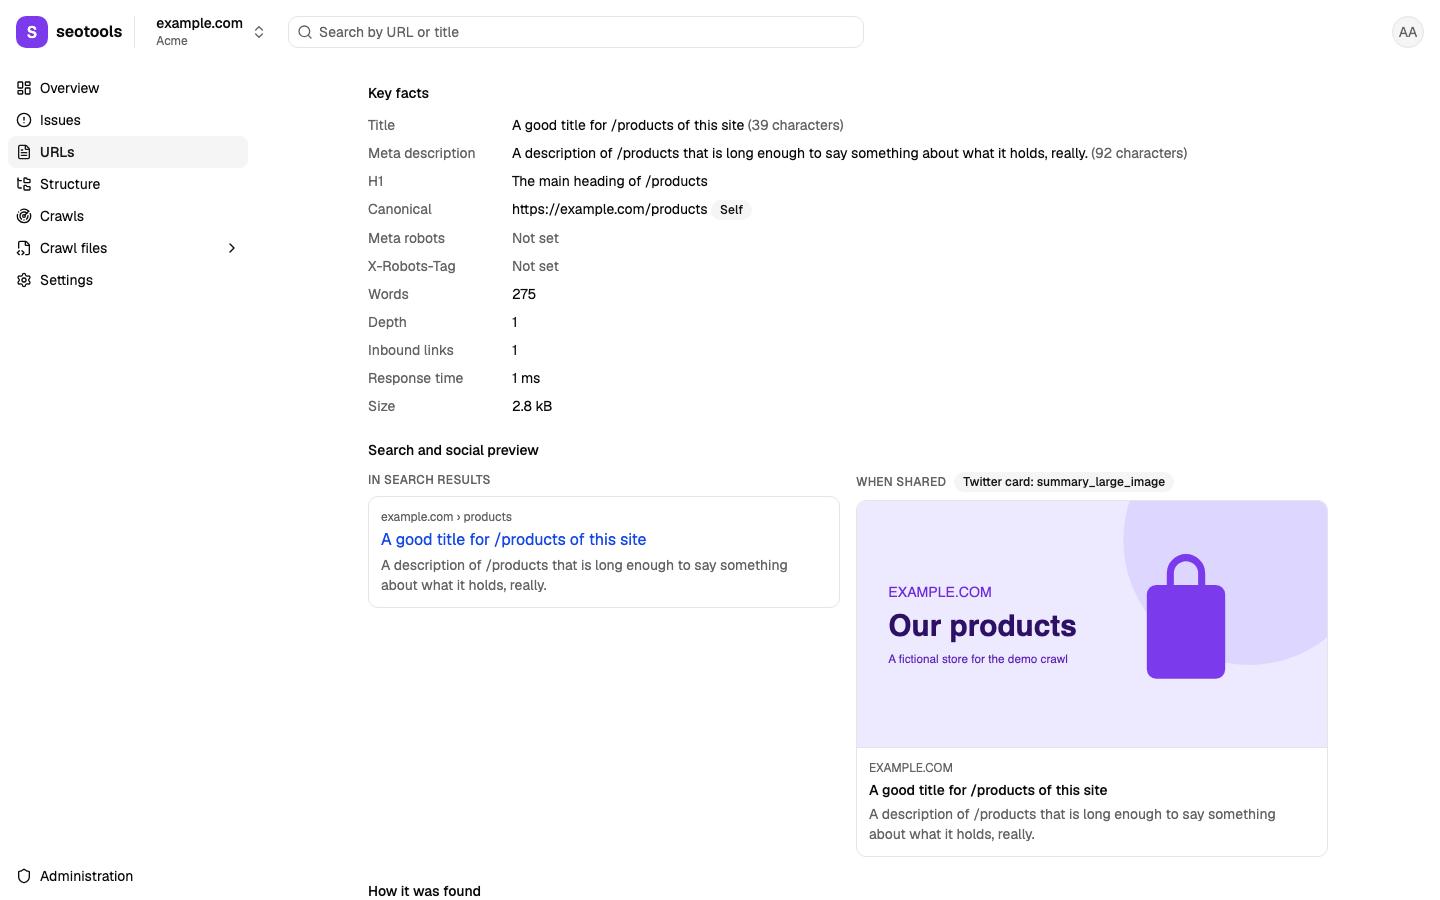 S seotools
example.com
Acme
Search by URL or title
AA
Overview
Issues
URLs
Structure
Crawls
Crawl files
Settings
Administration
Key facts
Title A good title for /products of this site (39 characters)
Meta description A description of /products that is long enough to say something about what it holds, really. (92 characters)
H1 The main heading of /products
Canonical https://example.com/products Self
Meta robots Not set
X-Robots-Tag Not set
Words 275
Depth 1
Inbound links 1
Response time 1 ms
Size 2.8 kB
Search and social preview
IN SEARCH RESULTS
example.com › products
A good title for /products of this site
A description of /products that is long enough to say something
about what it holds, really.
WHEN SHARED Twitter card: summary_large_image
EXAMPLE.COM
Our products
A fictional store for the demo crawl
EXAMPLE.COM
A good title for /products of this site
A description of /products that is long enough to say something
about what it holds, really.
How it was found